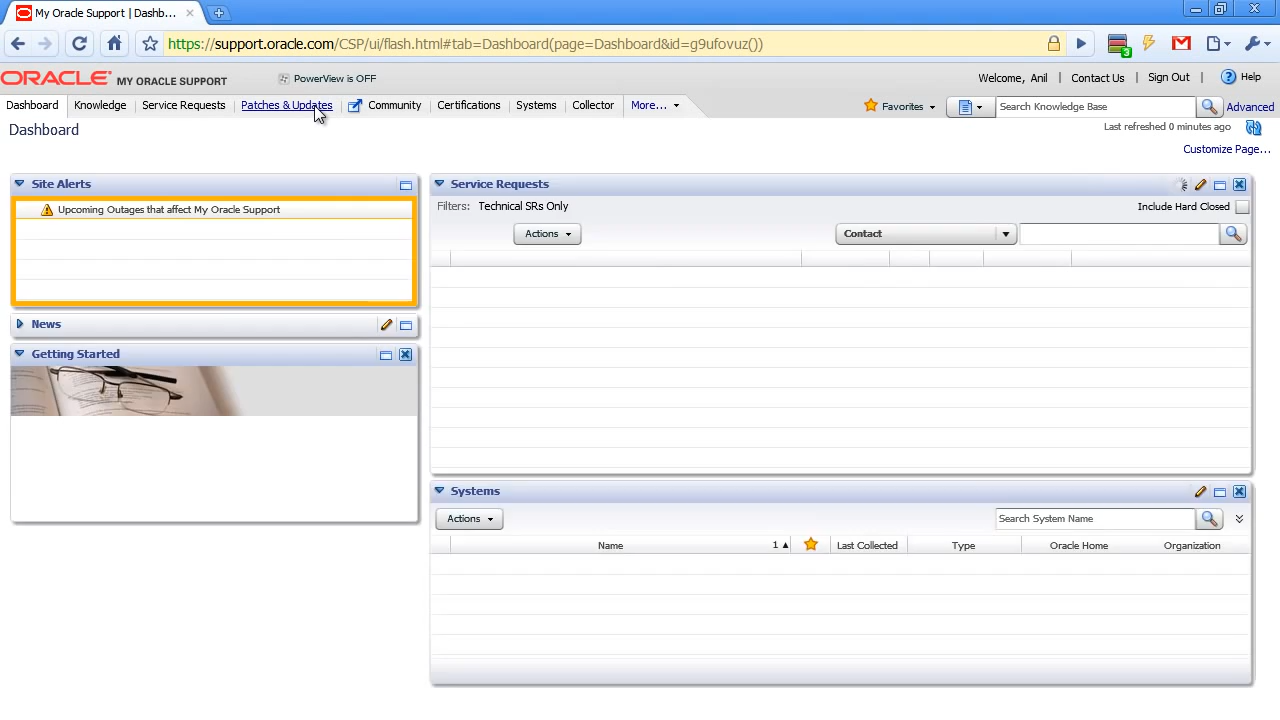 My Oracle Support | Dashb...
https://support.oracle.com/CSP/ui/flash.html#tab=Dashboard(page=Dashboard&id=g9ufovuz())
3
ORACLE MY ORACLE SUPPORT PowerView is OFF Welcome, Anil | Contact Us | Sign Out | Help
Dashboard Knowledge Service Requests Patches & Updates Community Certifications Systems Collector More... Favorites Search Knowledge Base Advanced
Dashboard Last refreshed 0 minutes ago
Customize Page...
Site Alerts
Upcoming Outages that affect My Oracle Support
News
Getting Started
Service Requests
Filters: Technical SRs Only Include Hard Closed
Actions Contact
Systems
Actions Search System Name
Name 1 Last Collected Type Oracle Home Organization